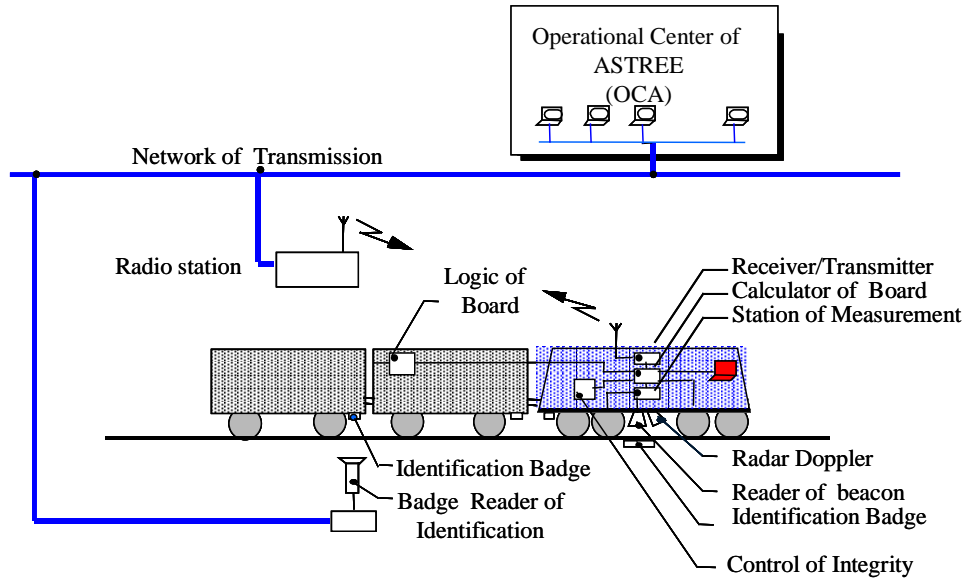 Operational Center of
ASTREE
(OCA)
Network of Transmission
Radio station
Logic of
Board
Receiver/Transmitter
Calculator of Board
Station of Measurement
Identification Badge
Badge Reader of
Identification
Radar Doppler
Reader of beacon
Identification Badge
Control of Integrity